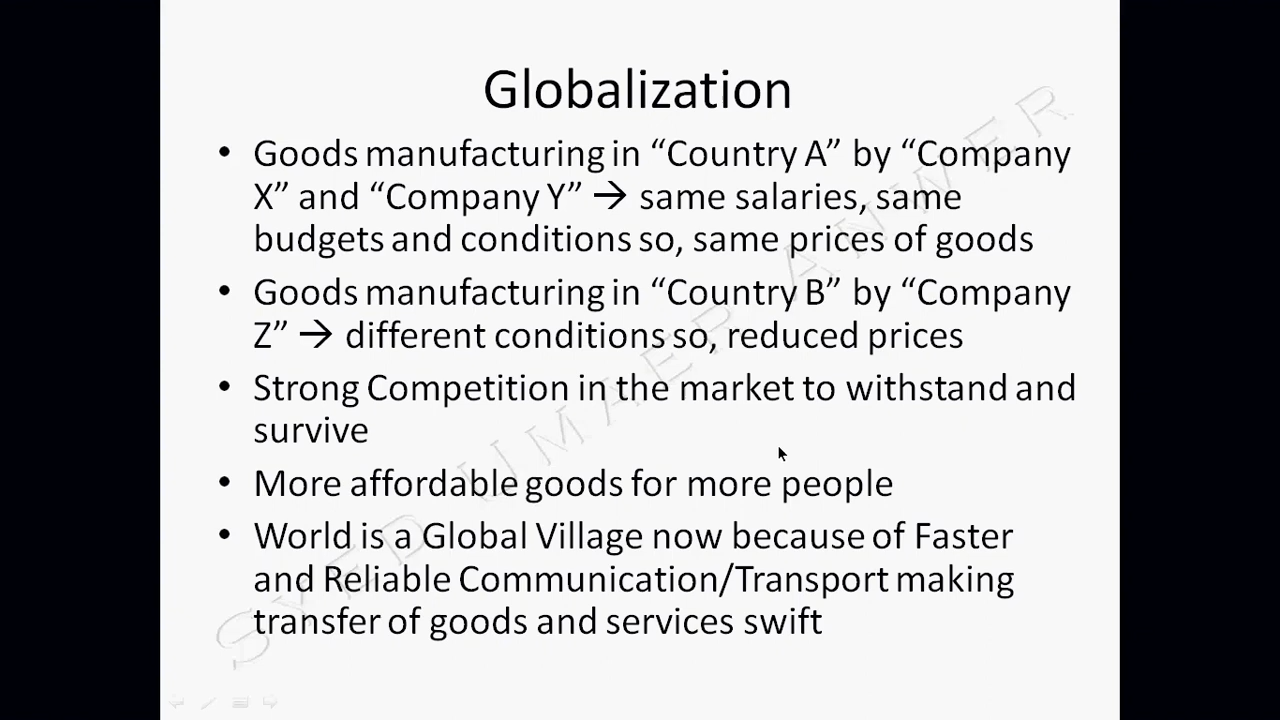 Globalization
• Goods manufacturing in “Country A” by “Company
X” and “Company Y” → same salaries, same
budgets and conditions so, same prices of goods
• Goods manufacturing in “Country B” by “Company
Z” → different conditions so, reduced prices
• Strong Competition in the market to withstand and
survive
• More affordable goods for more people
• World is a Global Village now because of Faster
and Reliable Communication/Transport making
transfer of goods and services swift
SYED UMAER ANWER